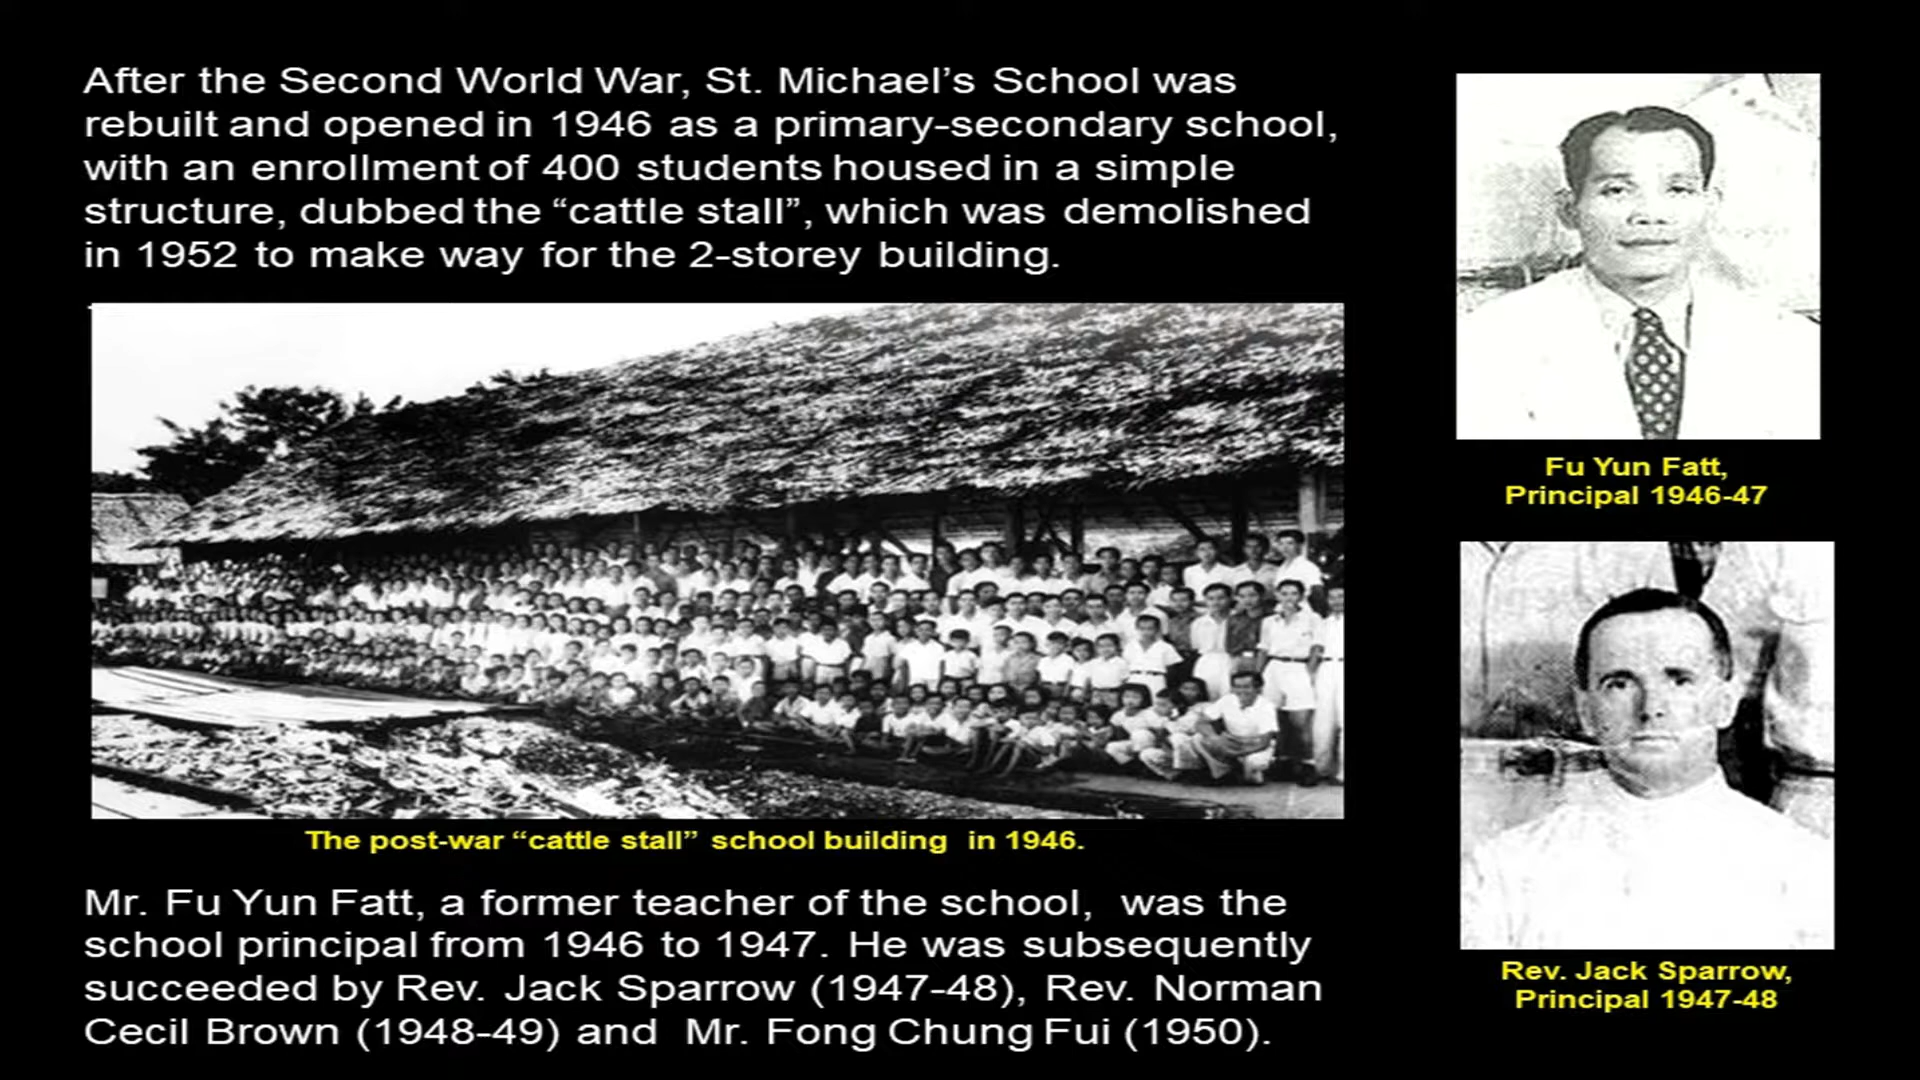 After the Second World War, St. Michael’s School was
rebuilt and opened in 1946 as a primary-secondary school,
with an enrollment of 400 students housed in a simple
structure, dubbed the “cattle stall”, which was demolished
in 1952 to make way for the 2-storey building.
The post-war “cattle stall” school building in 1946.
Mr. Fu Yun Fatt, a former teacher of the school, was the
school principal from 1946 to 1947. He was subsequently
succeeded by Rev. Jack Sparrow (1947-48), Rev. Norman
Cecil Brown (1948-49) and Mr. Fong Chung Fui (1950).
Fu Yun Fatt,
Principal 1946-47
Rev. Jack Sparrow,
Principal 1947-48